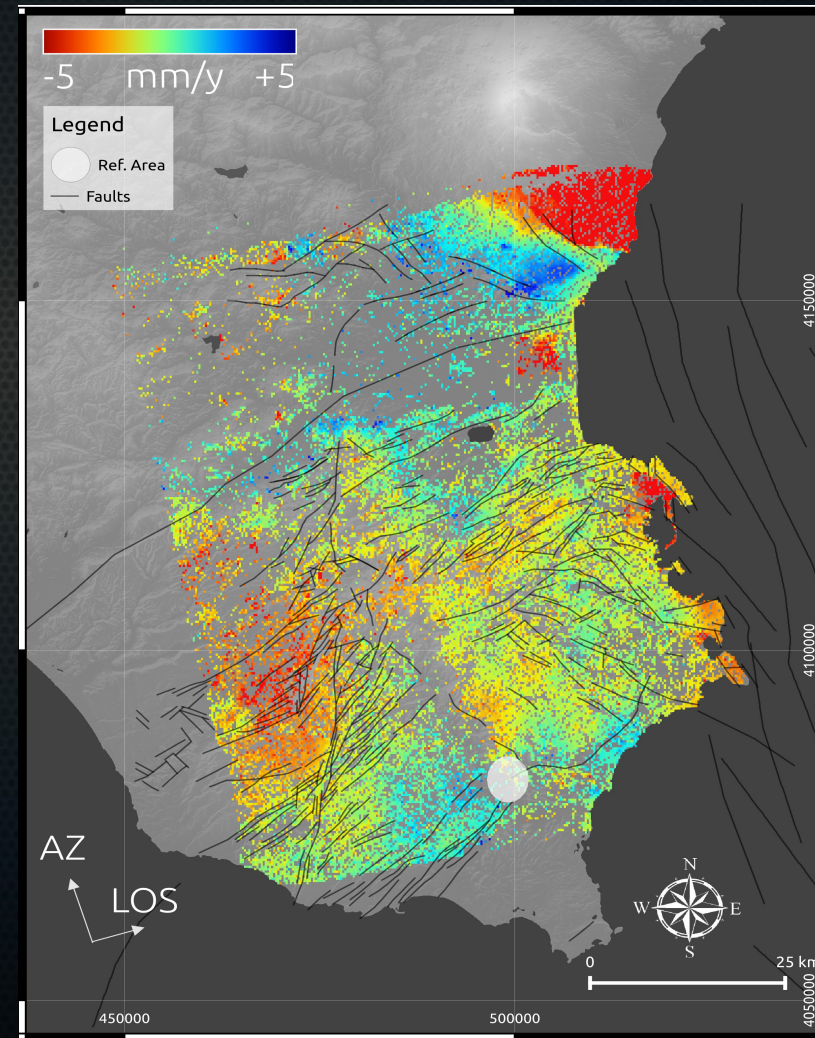 -5 mm/y +5
Legend
Ref. Area
Faults
4150000
4100000
AZ
LOS
N
W E
S
0 25 km
4050000
450000 500000